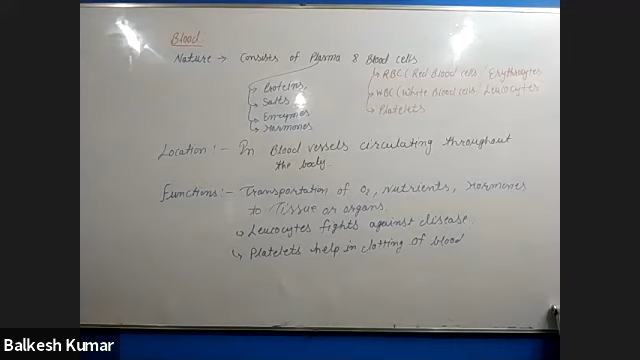 Blood
Nature → Consists of Plasma & Blood cells
→ Proteins,
→ Salts
→ Enzymes
→ Hormones
→ RBC (Red Blood cells / Erythrocytes
→ WBC (White Blood cells / Leucocytes
→ Platelets
Location :- In Blood vessels circulating throughout
the body.
Functions :- Transportation of O2, Nutrients, Hormones
to Tissue or organs.
↳ Leucocytes fights against disease.
↳ Platelets help in clotting of blood
Balkesh Kumar